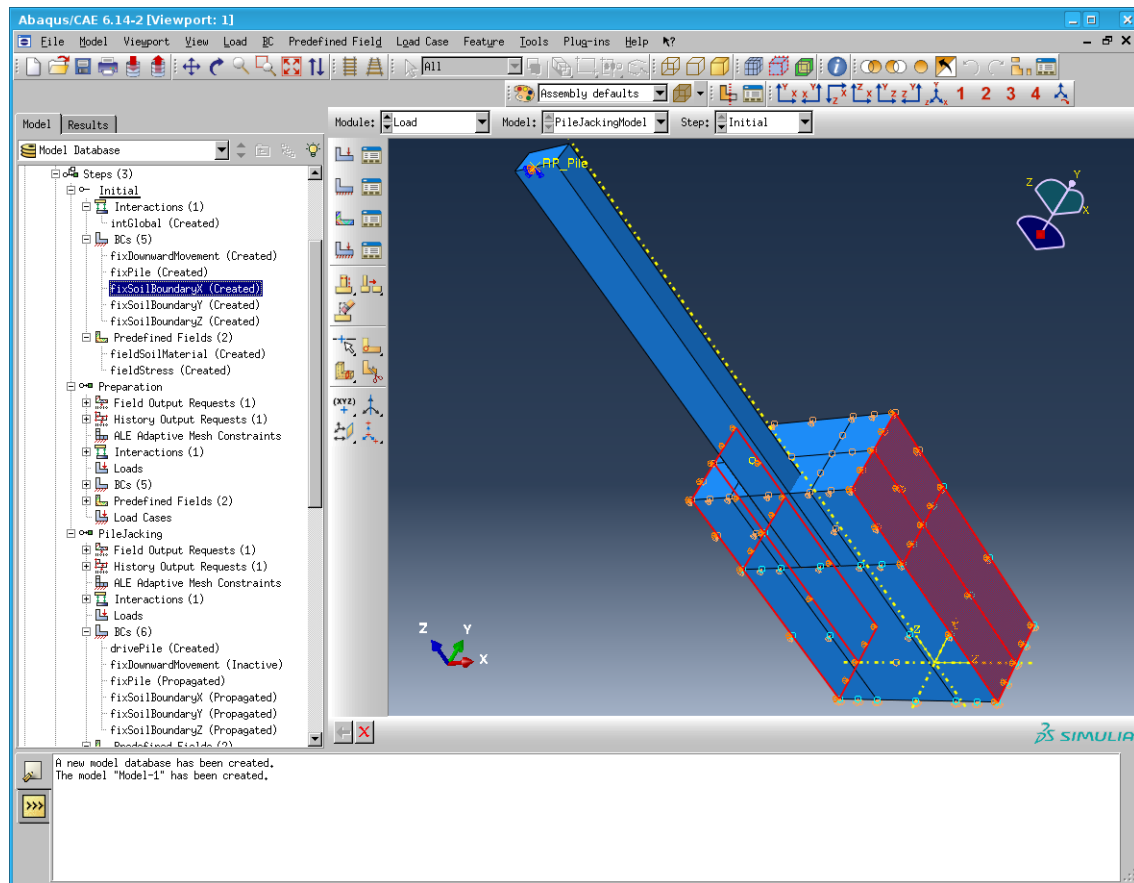 Abaqus/CAE 6.14-2 [Viewport: 1]
File Model Viewport View Load BC Predefined Field Load Case Feature Tools Plug-ins Help ?
All
Assembly defaults
1 2 3 4
Model Results
Module: Load Model: PileJackingModel Step: Initial
Model Database
Steps (3)
Initial
Interactions (1)
intGlobal (Created)
BCs (5)
fixDownwardMovement (Created)
fixPile (Created)
fixSoilBoundaryX (Created)
fixSoilBoundaryY (Created)
fixSoilBoundaryZ (Created)
Predefined Fields (2)
fieldSoilMaterial (Created)
fieldStress (Created)
Preparation
Field Output Requests (1)
History Output Requests (1)
ALE Adaptive Mesh Constraints
Interactions (1)
Loads
BCs (5)
Predefined Fields (2)
Load Cases
PileJacking
Field Output Requests (1)
History Output Requests (1)
ALE Adaptive Mesh Constraints
Interactions (1)
Loads
BCs (6)
drivePile (Created)
fixDownwardMovement (Inactive)
fixPile (Propagated)
fixSoilBoundaryX (Propagated)
fixSoilBoundaryY (Propagated)
fixSoilBoundaryZ (Propagated)
Predefined Fields (2)
(XYZ)
RP_Pile
Z Y X
Z Y X
SIMULIA
A new model database has been created.
The model "Model-1" has been created.
>>>